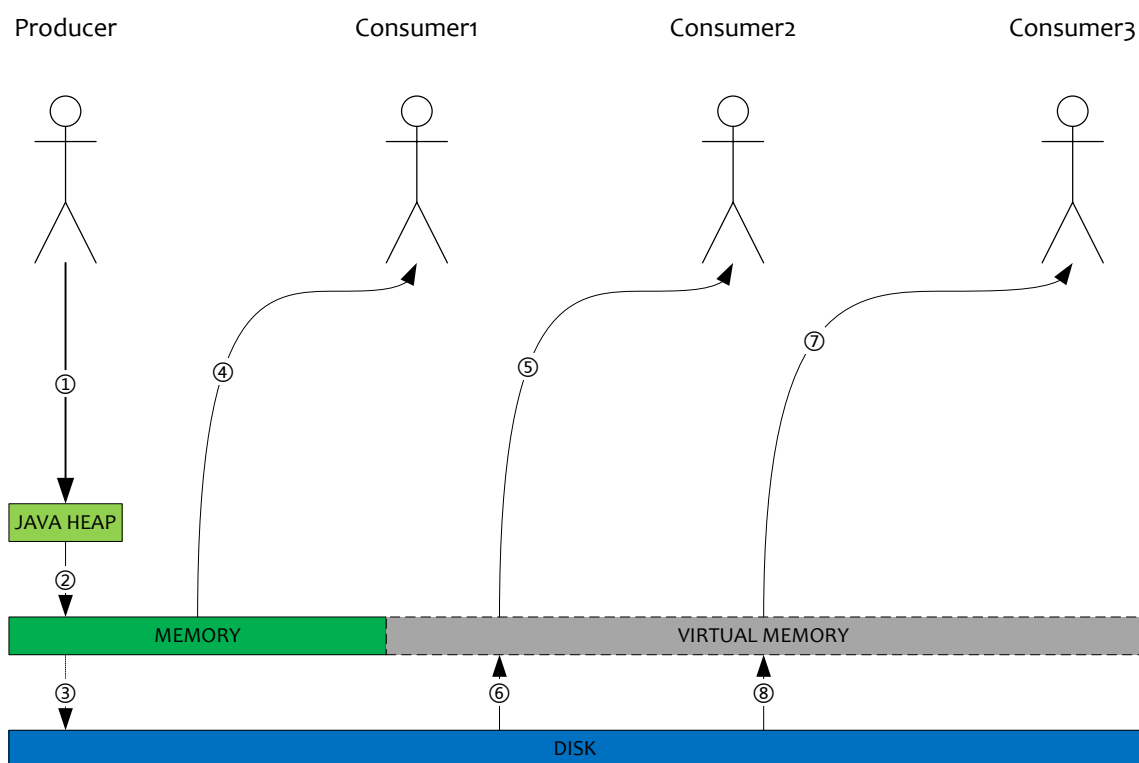 Producer
Consumer1
Consumer2
Consumer3
④
⑤
⑦
①
JAVA HEAP
②
MEMORY
VIRTUAL MEMORY
③
⑥
⑧
DISK